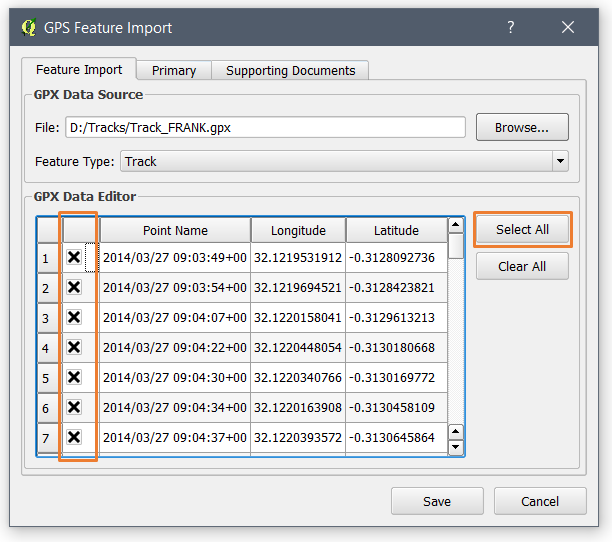 GPS Feature Import
Feature Import Primary Supporting Documents
GPX Data Source
File: D:/Tracks/Track_FRANK.gpx Browse...
Feature Type: Track
GPX Data Editor
Point Name Longitude Latitude Select All
1 2014/03/27 09:03:49+00 32.1219531912 -0.3128092736
Clear All
2 2014/03/27 09:03:54+00 32.1219694521 -0.3128423821
3 2014/03/27 09:04:07+00 32.1220158041 -0.3129613213
4 2014/03/27 09:04:22+00 32.1220448054 -0.3130180668
5 2014/03/27 09:04:30+00 32.1220340766 -0.3130169772
6 2014/03/27 09:04:34+00 32.1220163908 -0.3130458109
7 2014/03/27 09:04:37+00 32.1220393572 -0.3130645864
Save Cancel